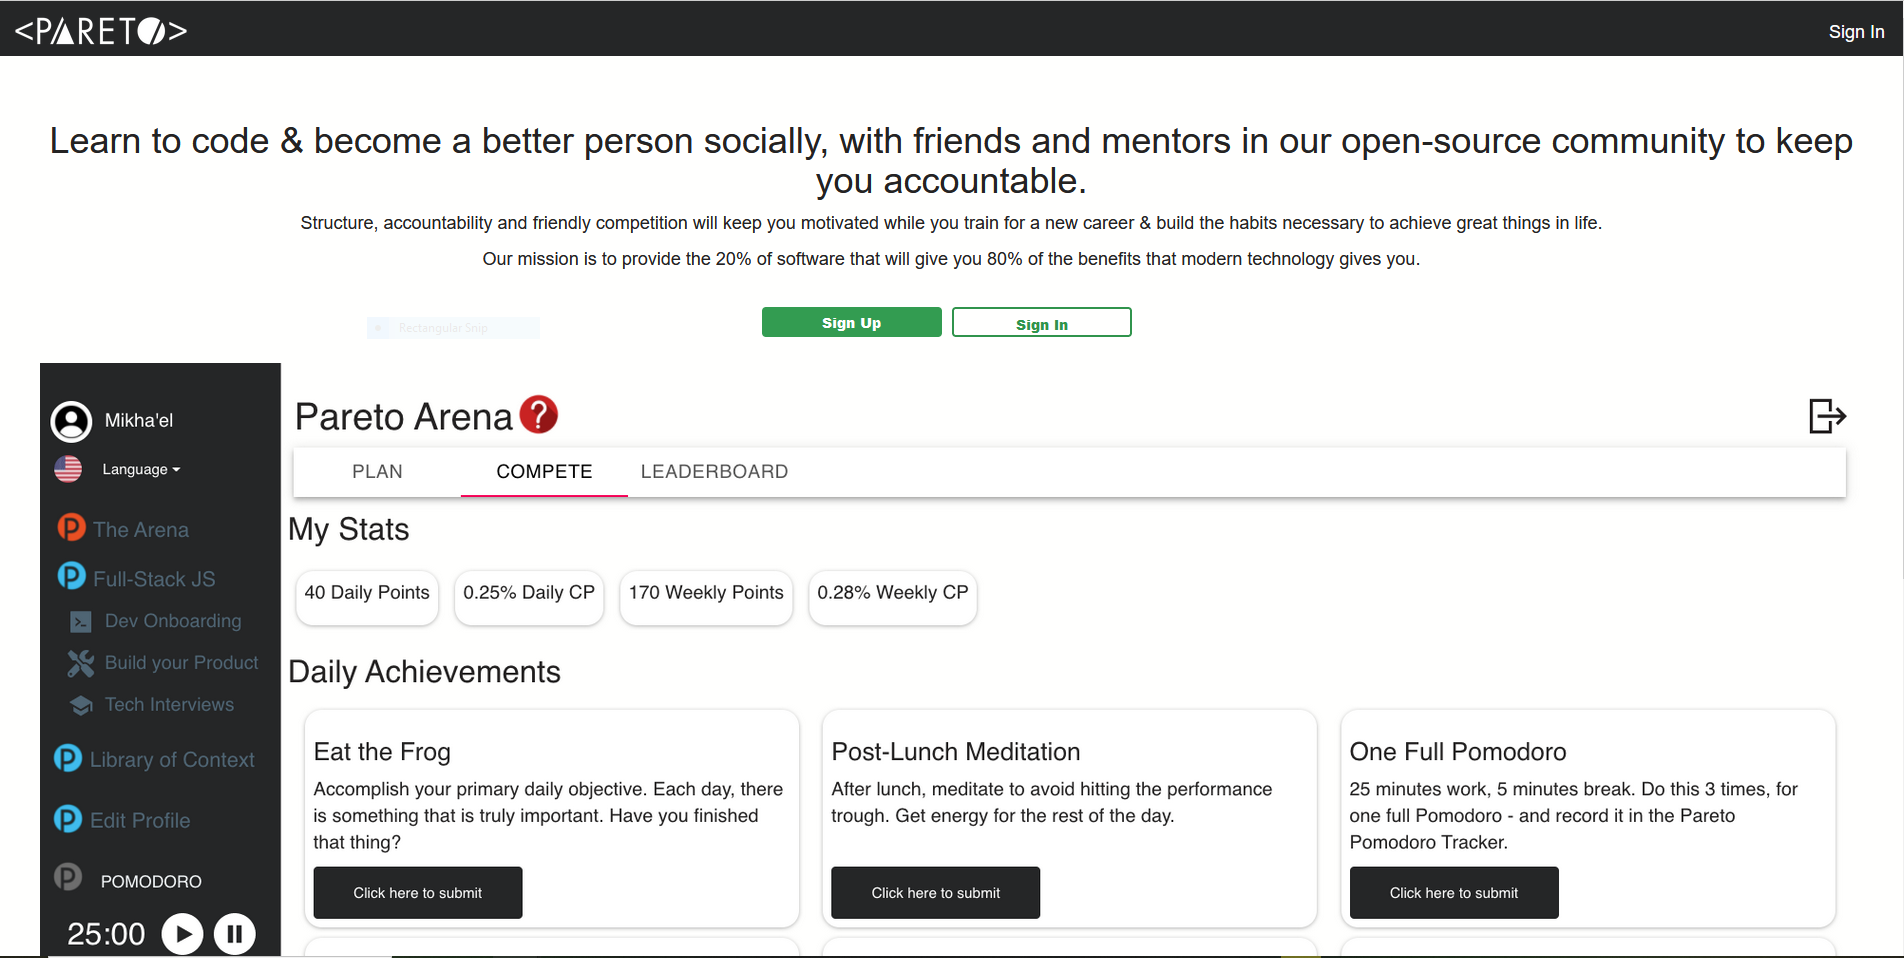 <PARETO>
Sign In
Learn to code & become a better person socially, with friends and mentors in our open-source community to keep
you accountable.
Structure, accountability and friendly competition will keep you motivated while you train for a new career & build the habits necessary to achieve great things in life.
Our mission is to provide the 20% of software that will give you 80% of the benefits that modern technology gives you.
Rectangular Snip
Sign Up
Sign In
Mikha'el
Language
The Arena
Full-Stack JS
Dev Onboarding
Build your Product
Tech Interviews
Library of Context
Edit Profile
POMODORO
25:00
Pareto Arena ?
PLAN
COMPETE
LEADERBOARD
My Stats
40 Daily Points
0.25% Daily CP
170 Weekly Points
0.28% Weekly CP
Daily Achievements
Eat the Frog
Accomplish your primary daily objective. Each day, there
is something that is truly important. Have you finished
that thing?
Click here to submit
Post-Lunch Meditation
After lunch, meditate to avoid hitting the performance
trough. Get energy for the rest of the day.
Click here to submit
One Full Pomodoro
25 minutes work, 5 minutes break. Do this 3 times, for
one full Pomodoro - and record it in the Pareto
Pomodoro Tracker.
Click here to submit